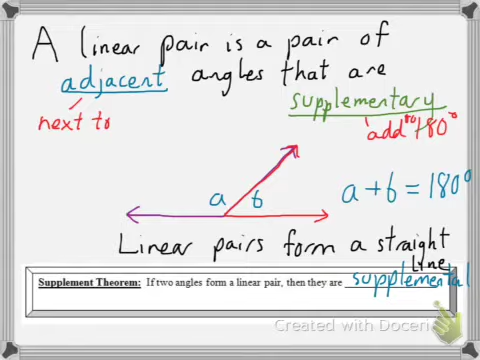 A linear pair is a pair of
adjacent angles that are
supplementary
next to
add to 180°
a b
a + b = 180°
Linear pairs form a straight
line
Supplement Theorem: If two angles form a linear pair, then they are supplemental
Created with Doceri